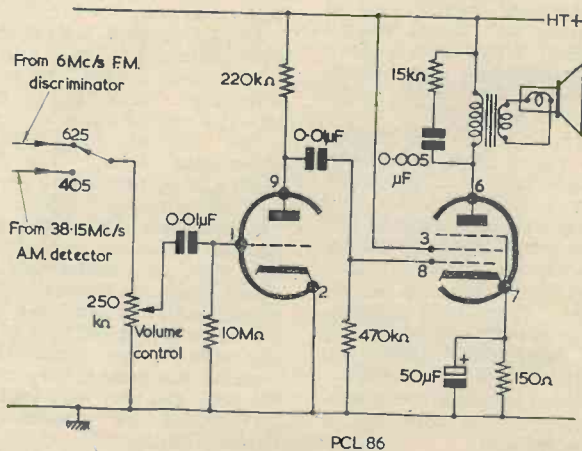 HT+
From 6Mc/s F.M.
discriminator
625
405
From 38·15Mc/s
A.M. detector
250
kΩ
Volume
control
0·01µF
10MΩ
220kΩ
0·01µF
9
1
2
470kΩ
15kΩ
0·005
µF
6
3
8
7
50µF
+
150Ω
PCL 86